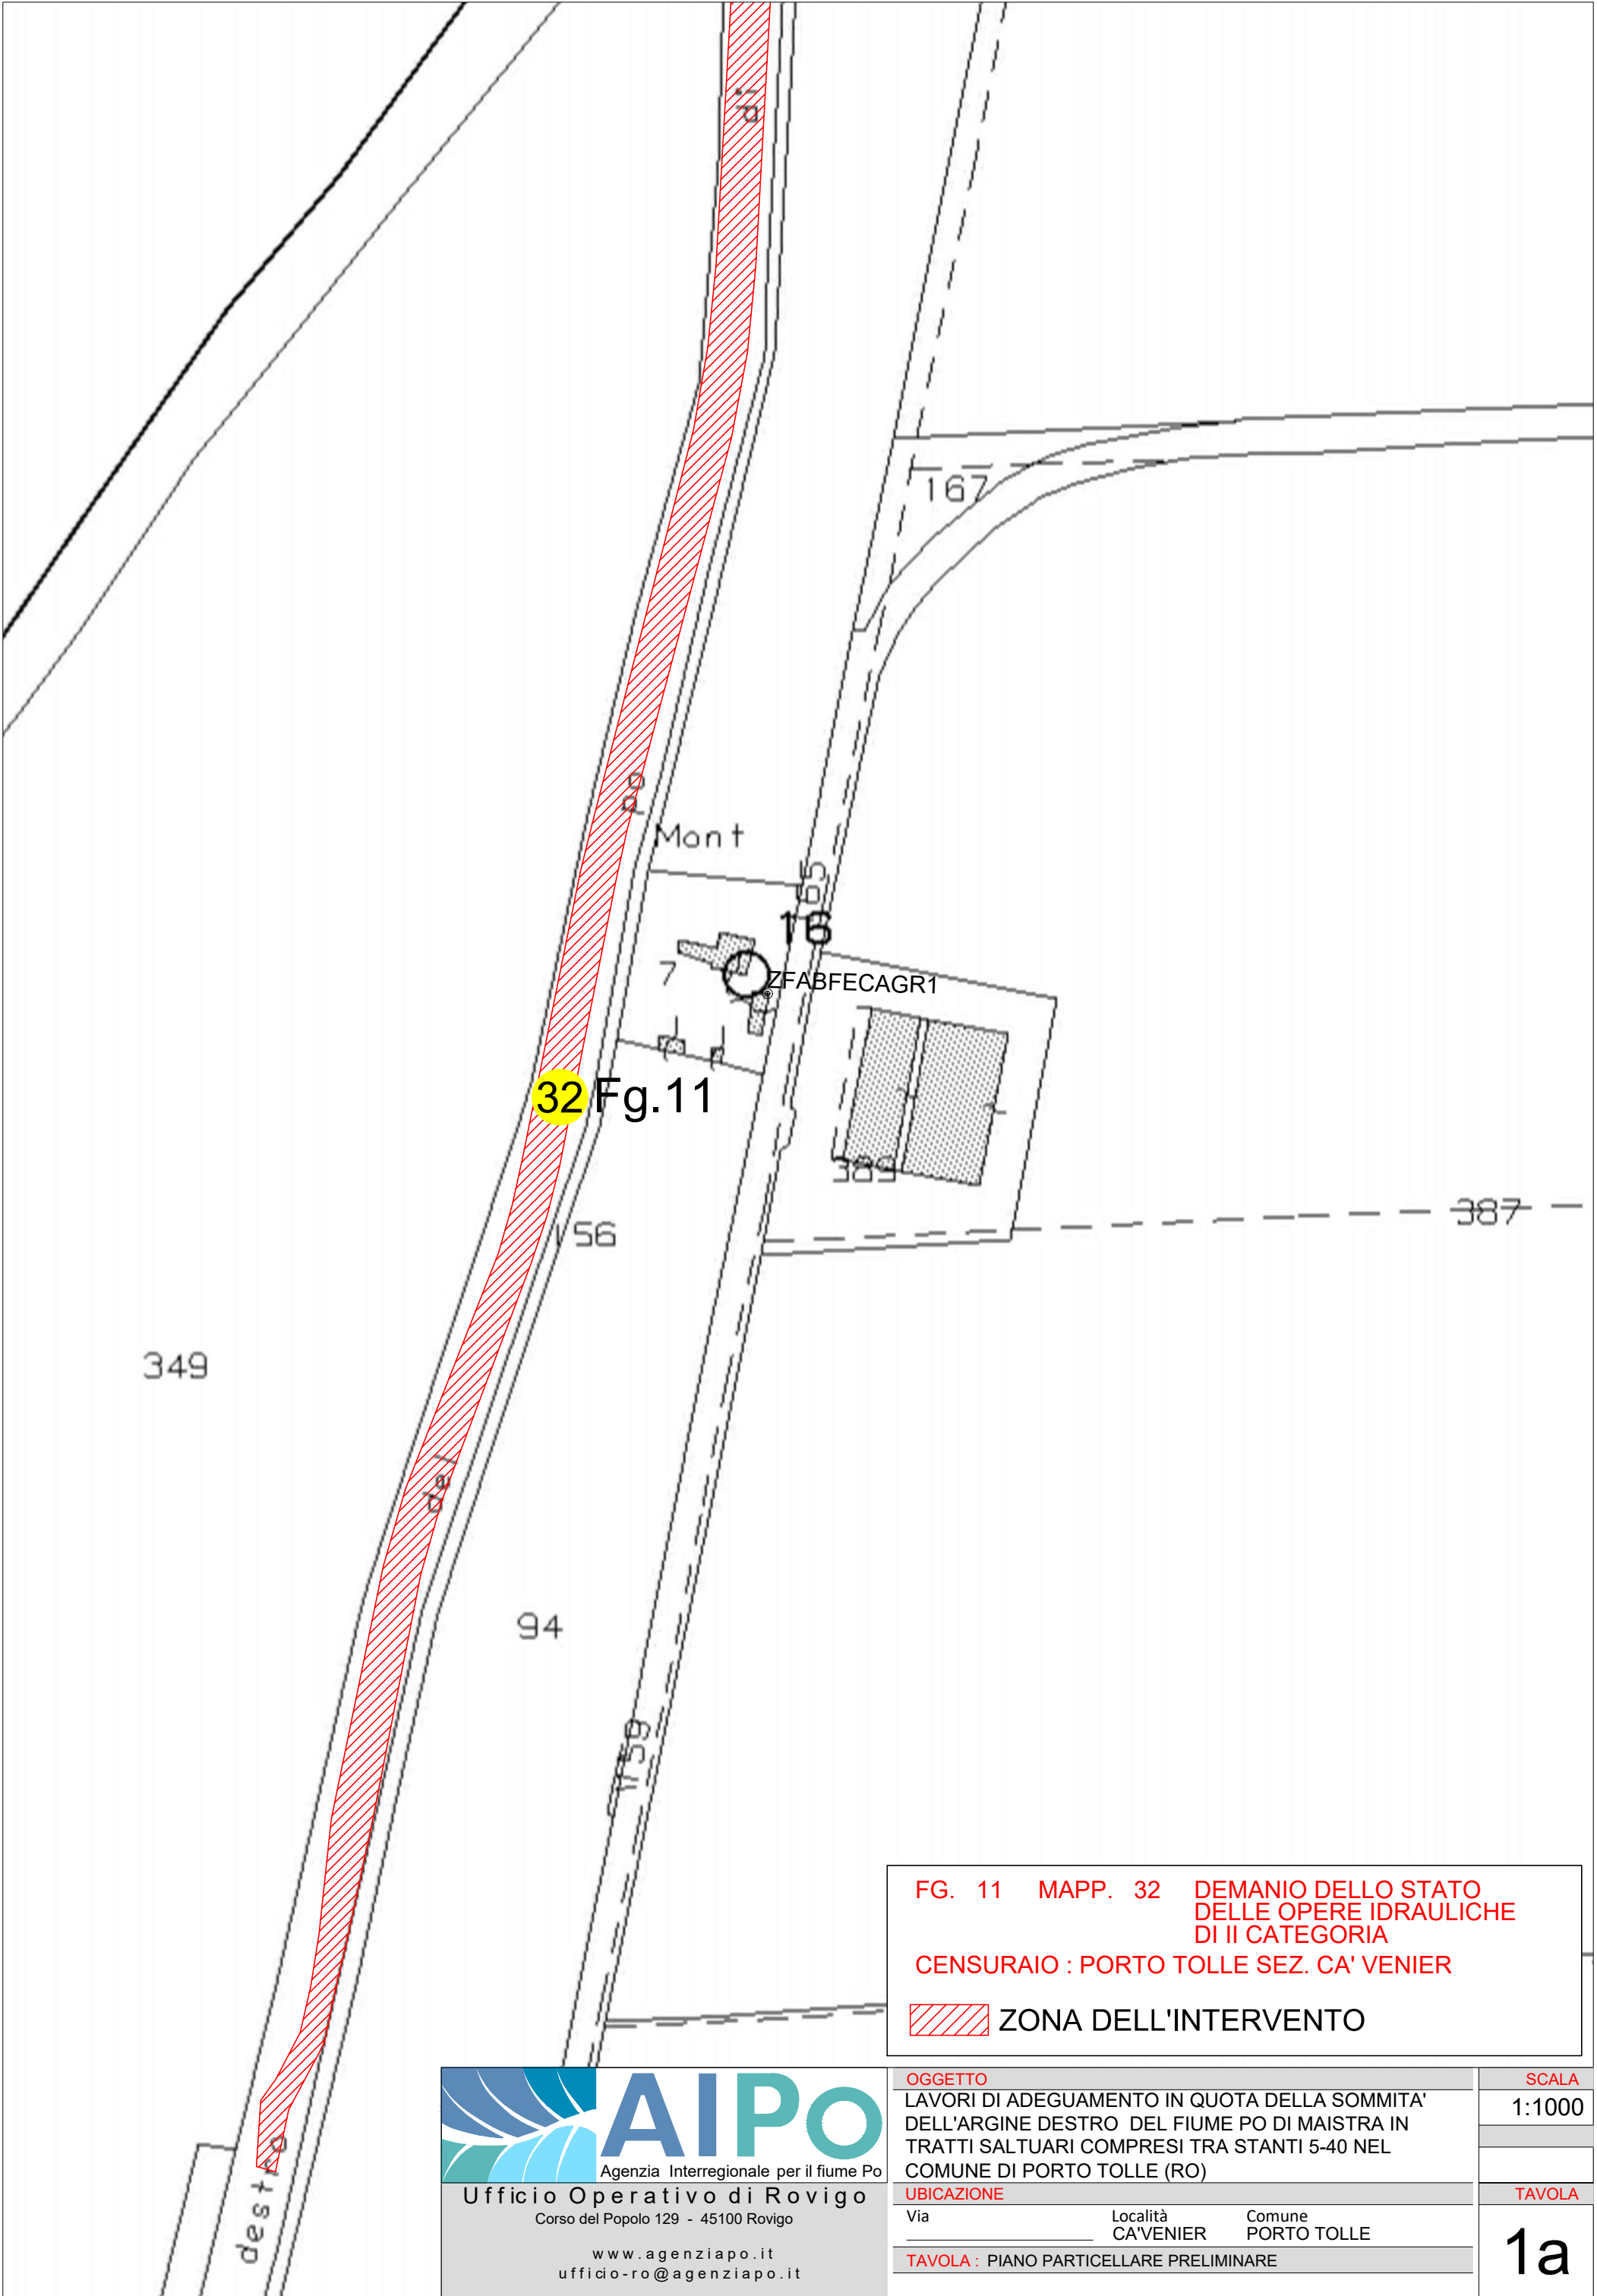 di
167
po
Mont
165
16
7
ZFABFECAGR1
32 Fg.11
389
387
156
349
del
94
159
destro
FG. 11 MAPP. 32 DEMANIO DELLO STATO
DELLE OPERE IDRAULICHE
DI II CATEGORIA
CENSURAIO : PORTO TOLLE SEZ. CA' VENIER
ZONA DELL'INTERVENTO
AIPo
Agenzia Interregionale per il fiume Po
Ufficio Operativo di Rovigo
Corso del Popolo 129 - 45100 Rovigo
www.agenziapo.it
ufficio-ro@agenziapo.it
OGGETTO
LAVORI DI ADEGUAMENTO IN QUOTA DELLA SOMMITA'
DELL'ARGINE DESTRO DEL FIUME PO DI MAISTRA IN
TRATTI SALTUARI COMPRESI TRA STANTI 5-40 NEL
COMUNE DI PORTO TOLLE (RO)
SCALA
1:1000
UBICAZIONE
Via Località Comune
CA'VENIER PORTO TOLLE
TAVOLA : PIANO PARTICELLARE PRELIMINARE
TAVOLA
1a